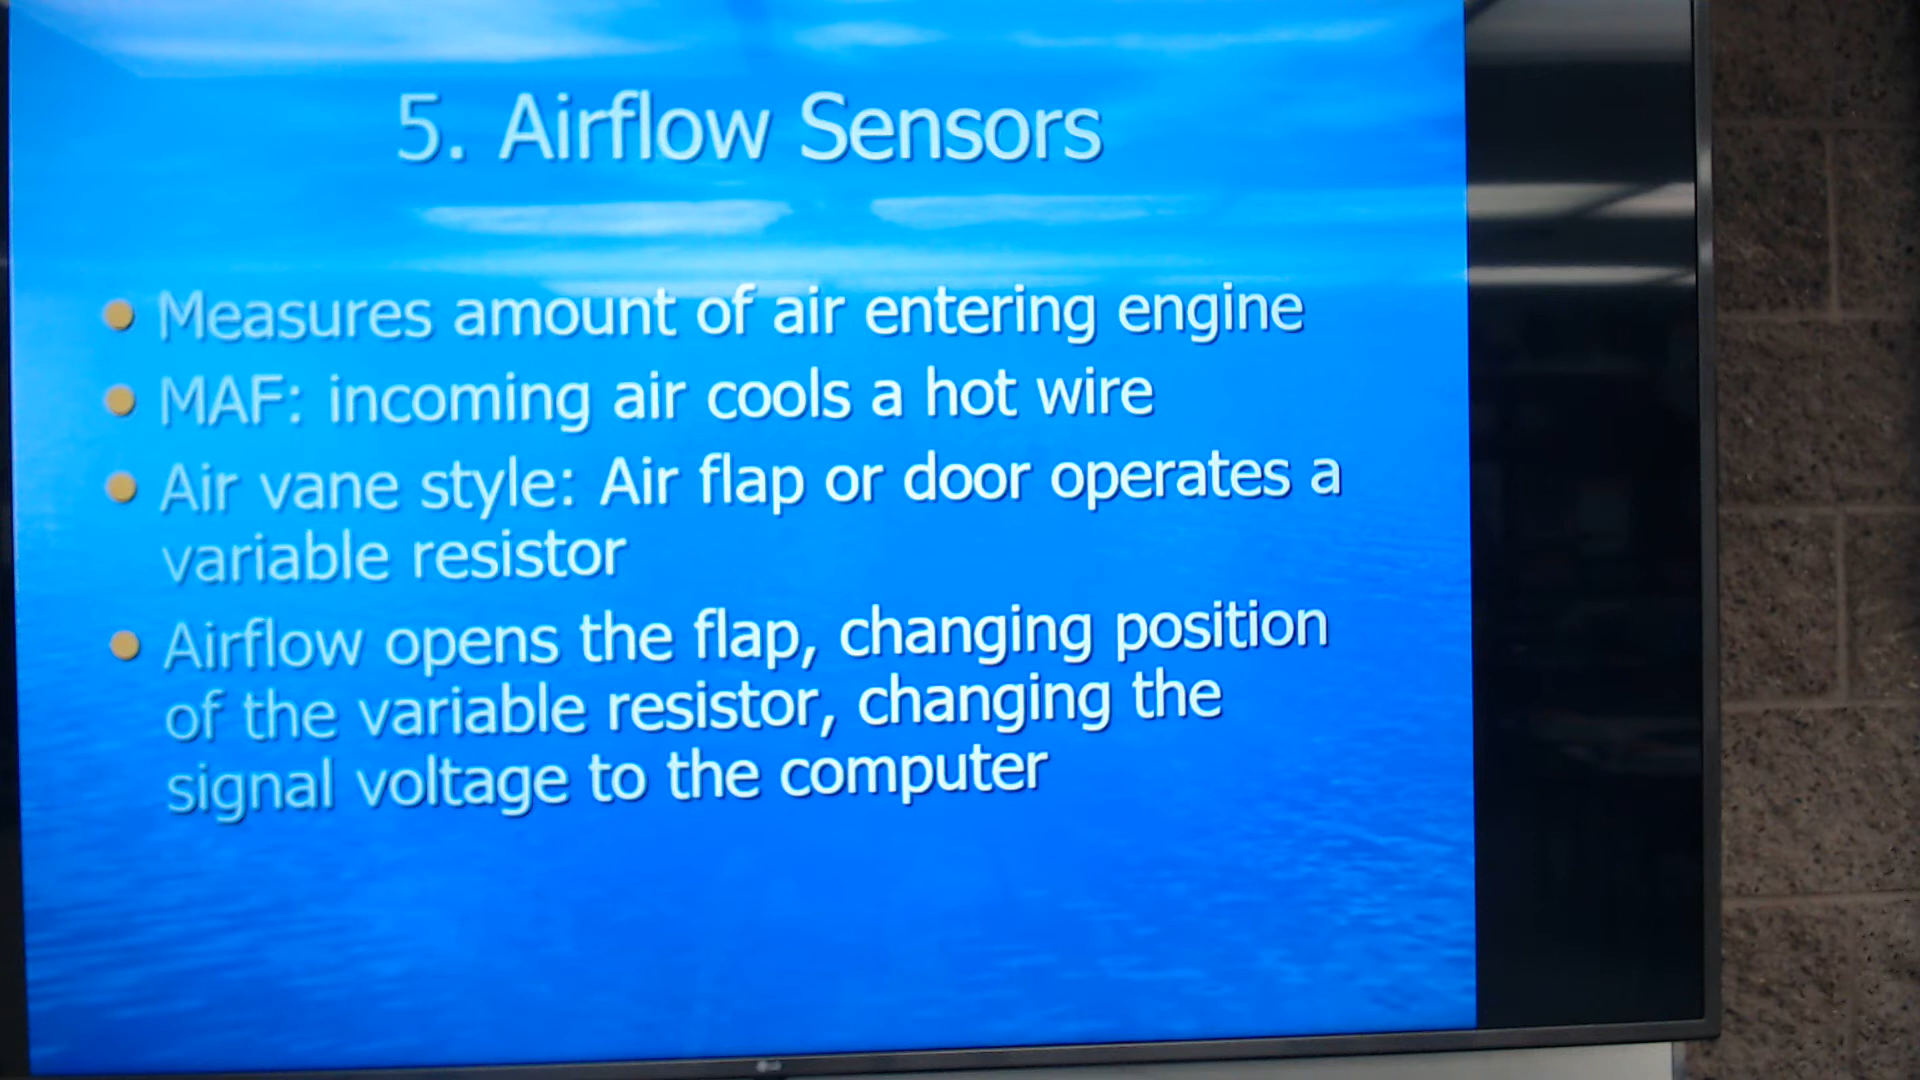 5. Airflow Sensors
Measures amount of air entering engine
MAF: incoming air cools a hot wire
Air vane style: Air flap or door operates a
variable resistor
Airflow opens the flap, changing position
of the variable resistor, changing the
signal voltage to the computer